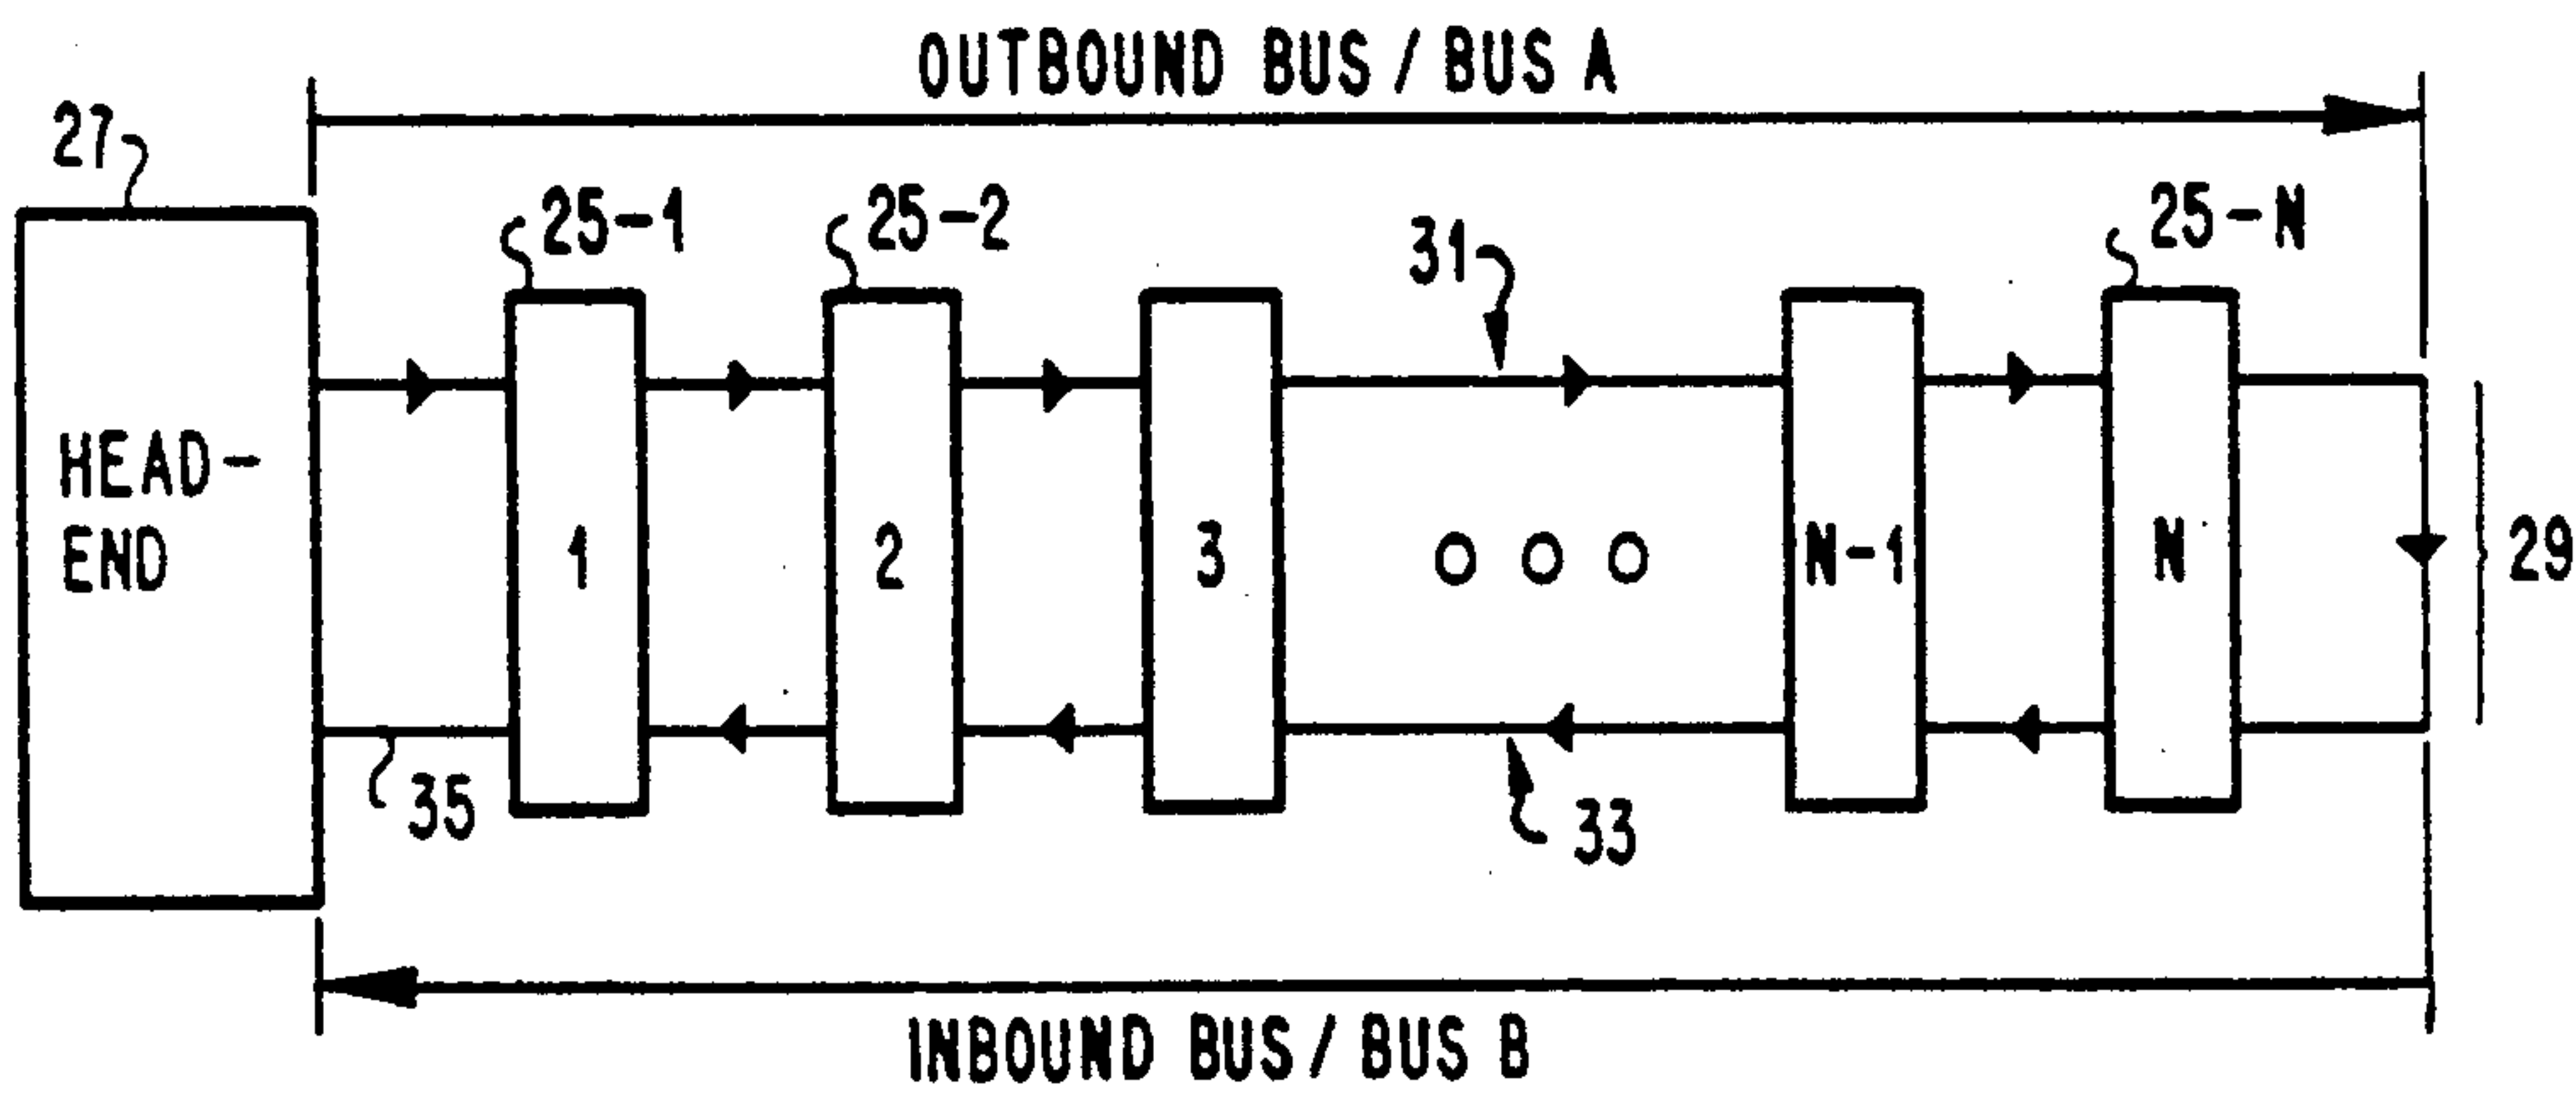 OUTBOUND BUS / BUS A
27
25-1
25-2
31
25-N
HEAD-
END
1
2
3
N-1
N
29
35
33
INBOUND BUS / BUS B